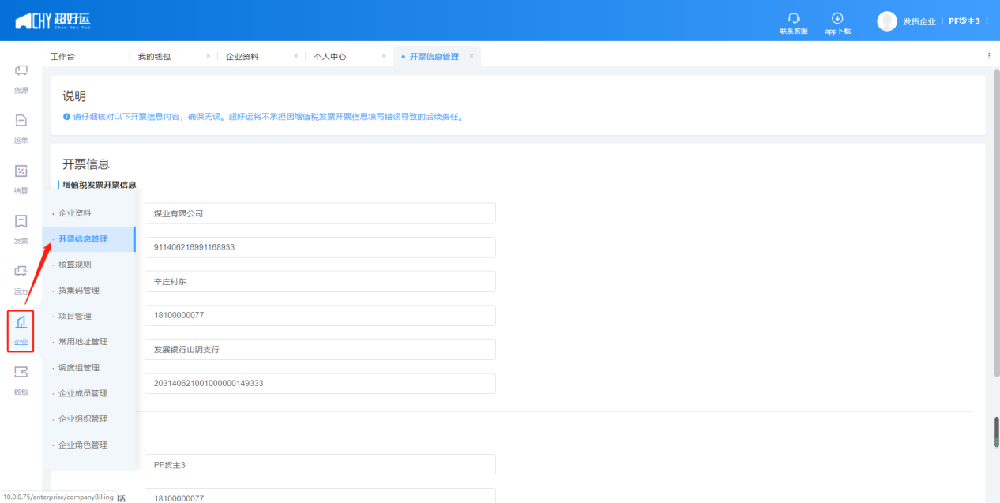 CHY 超好运
Chao Hao Yun
联系客服
app下载
发货企业
PF货主3
工作台
我的钱包
企业资料
个人中心
开票信息管理
货源
运单
结算
发票
运力
企业
钱包
说明
请仔细核对以下开票信息内容，确保无误。超好运将不承担因增值税发票开票信息填写错误导致的后续责任。
开票信息
增值税发票开票信息
企业资料
开票信息管理
核算规则
货集码管理
项目管理
常用地址管理
调度组管理
企业成员管理
企业组织管理
企业角色管理
煤业有限公司
911406216991168933
辛庄村东
18100000077
发展银行山阴支行
203140621001000000149333
PF货主3
话
18100000077
10.0.0.75/enterprise/companyBilling